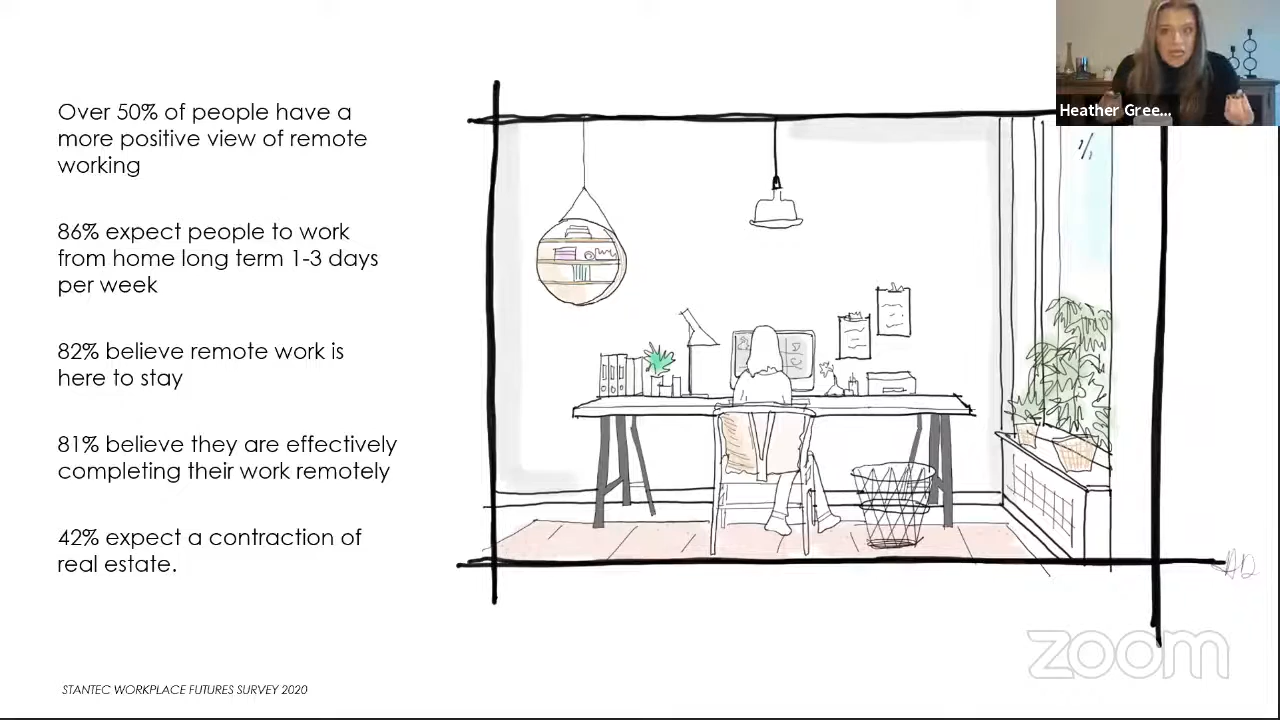 Heather Gree...
Over 50% of people have a
more positive view of remote
working
86% expect people to work
from home long term 1-3 days
per week
82% believe remote work is
here to stay
81% believe they are effectively
completing their work remotely
42% expect a contraction of
real estate.
zoom
STANTEC WORKPLACE FUTURES SURVEY 2020